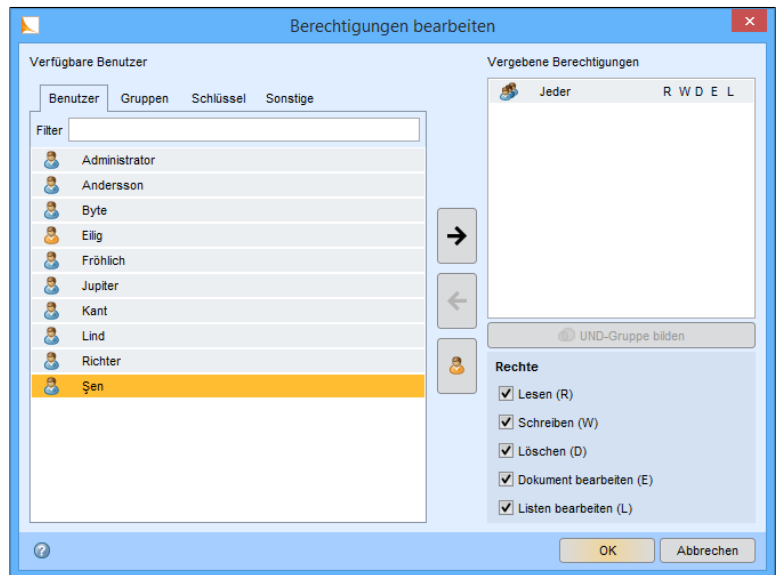 Berechtigungen bearbeiten
Verfügbare Benutzer
Benutzer Gruppen Schlüssel Sonstige
Filter
Administrator
Andersson
Byte
Eilig
Fröhlich
Jupiter
Kant
Lind
Richter
Şen
Vergebene Berechtigungen
Jeder R W D E L
UND-Gruppe bilden
Rechte
Lesen (R)
Schreiben (W)
Löschen (D)
Dokument bearbeiten (E)
Listen bearbeiten (L)
OK Abbrechen